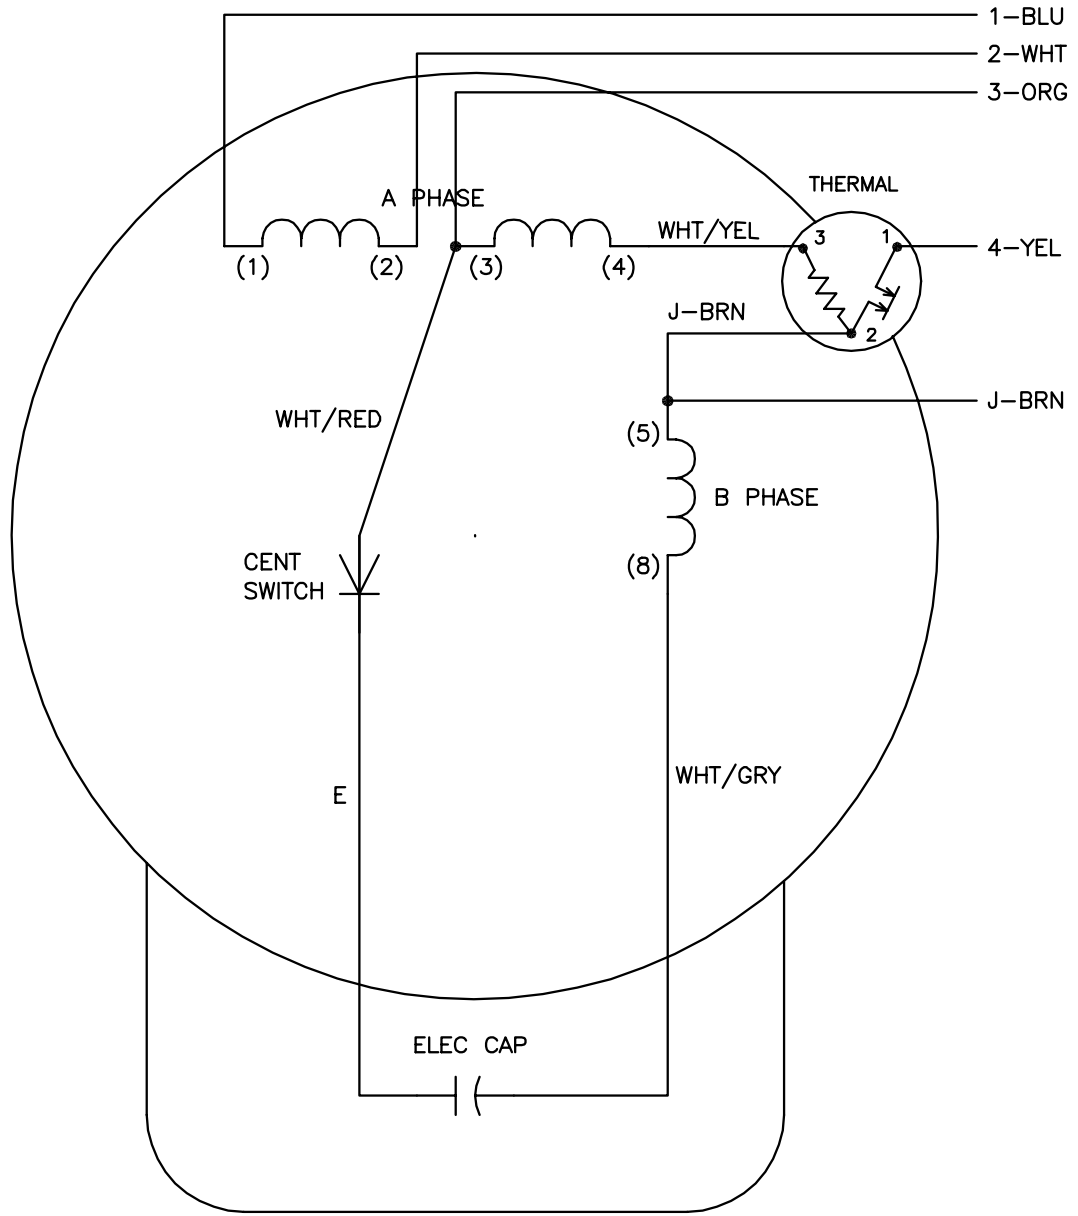 1-BLU
2-WHT
3-ORG
THERMAL
A PHASE
WHT/YEL
3
1
4-YEL
(1)
(2)
(3)
(4)
J-BRN
2
J-BRN
WHT/RED
(5)
B PHASE
CENT
SWITCH
(8)
WHT/GRY
E
ELEC CAP